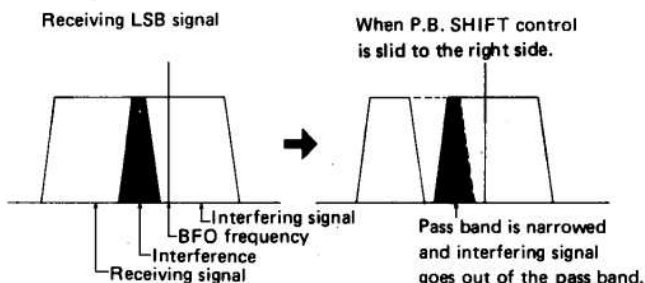 Receiving LSB signal
When P.B. SHIFT control
is slid to the right side.
Interfering signal
BFO frequency
Interference
Receiving signal
Pass band is narrowed
and interfering signal
goes out of the pass band.